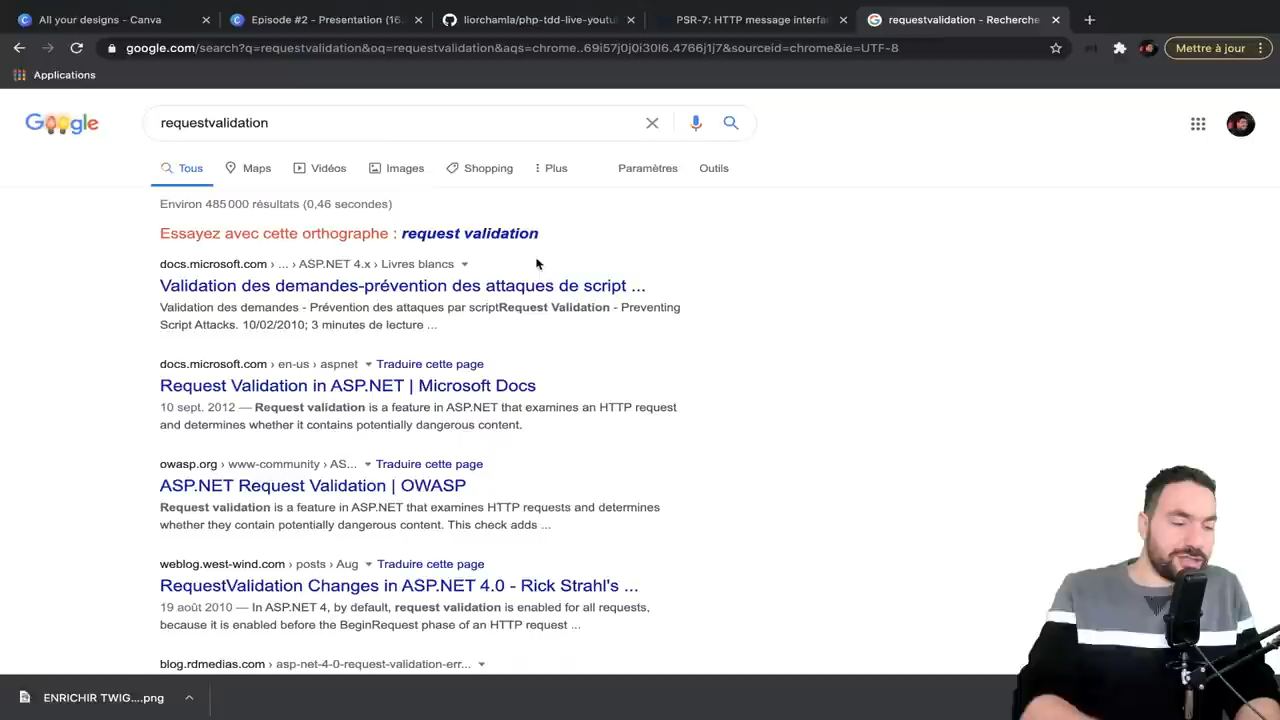 All your designs - Canva
Episode #2 - Presentation (16
liorchamla/php-tdd-live-youtu
PSR-7: HTTP message interfa
requestvalidation - Recherche
google.com/search?q=requestvalidation&oq=requestvalidation&aqs=chrome..69i57j0j0i30l6.4766j1j7&sourceid=chrome&ie=UTF-8
Mettre à jour
Applications
Google
requestvalidation
Tous
Maps
Vidéos
Images
Shopping
Plus
Paramètres
Outils
Environ 485 000 résultats (0,46 secondes)
Essayez avec cette orthographe : request validation
docs.microsoft.com › ... › ASP.NET 4.x › Livres blancs
Validation des demandes-prévention des attaques de script ...
Validation des demandes - Prévention des attaques par scriptRequest Validation - Preventing
Script Attacks. 10/02/2010; 3 minutes de lecture ...
docs.microsoft.com › en-us › aspnet Traduire cette page
Request Validation in ASP.NET | Microsoft Docs
10 sept. 2012 — Request validation is a feature in ASP.NET that examines an HTTP request
and determines whether it contains potentially dangerous content.
owasp.org › www-community › AS... Traduire cette page
ASP.NET Request Validation | OWASP
Request validation is a feature in ASP.NET that examines HTTP requests and determines
whether they contain potentially dangerous content. This check adds ...
weblog.west-wind.com › posts › Aug Traduire cette page
RequestValidation Changes in ASP.NET 4.0 - Rick Strahl's ...
19 août 2010 — In ASP.NET 4, by default, request validation is enabled for all requests,
because it is enabled before the BeginRequest phase of an HTTP request ...
blog.rdmedias.com › asp-net-4-0-request-validation-err...
ENRICHIR TWIG....png